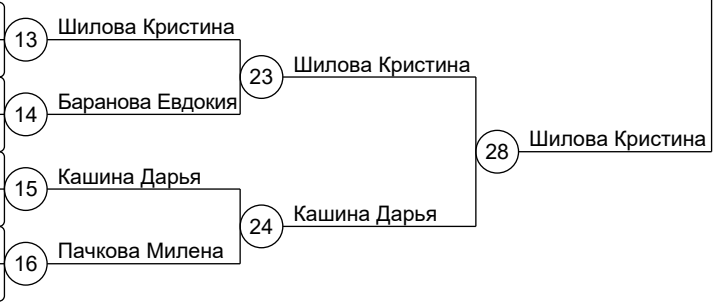 13 Шилова Кристина
23 Шилова Кристина
14 Баранова Евдокия
28 Шилова Кристина
15 Кашина Дарья
24 Кашина Дарья
16 Пачкова Милена